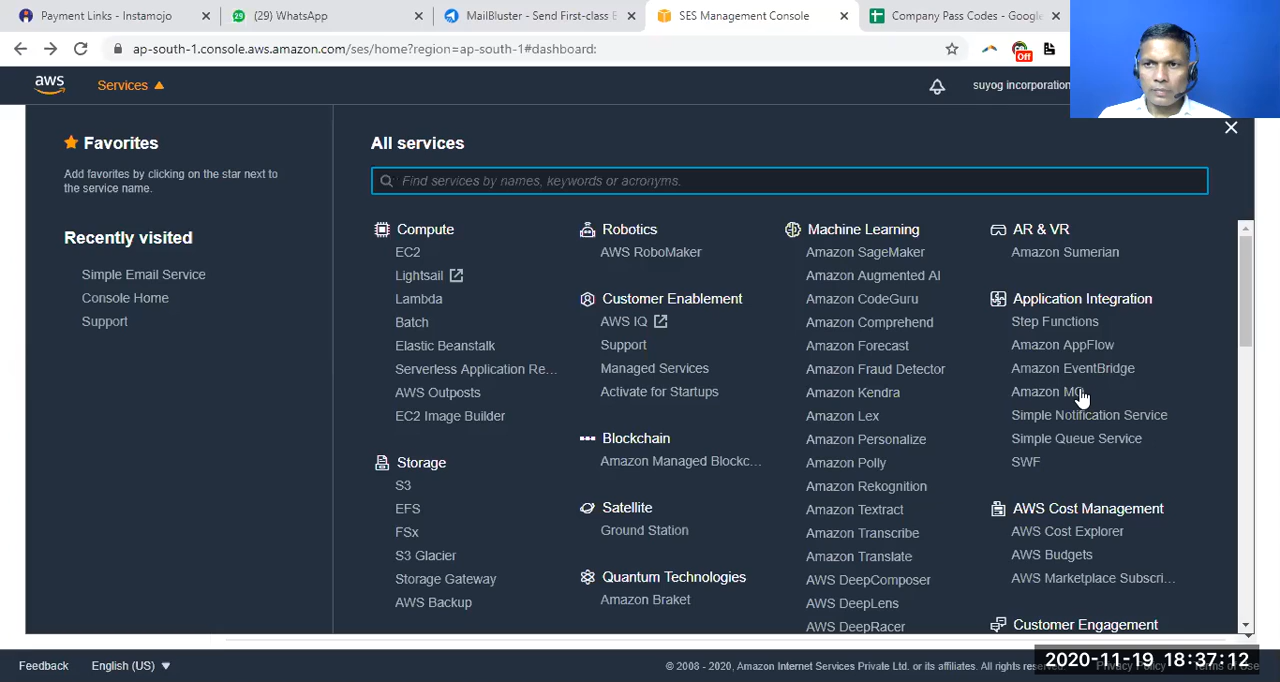 Payment Links - Instamojo
(29) WhatsApp
MailBluster - Send First-class E
SES Management Console
Company Pass Codes - Google
ap-south-1.console.aws.amazon.com/ses/home?region=ap-south-1#dashboard:
Off
aws
Services
suyog incorporation
Favorites
Add favorites by clicking on the star next to
the service name.
Recently visited
Simple Email Service
Console Home
Support
All services
Find services by names, keywords or acronyms.
Compute
EC2
Lightsail
Lambda
Batch
Elastic Beanstalk
Serverless Application Re...
AWS Outposts
EC2 Image Builder
Storage
S3
EFS
FSx
S3 Glacier
Storage Gateway
AWS Backup
Robotics
AWS RoboMaker
Customer Enablement
AWS IQ
Support
Managed Services
Activate for Startups
Blockchain
Amazon Managed Blockc...
Satellite
Ground Station
Quantum Technologies
Amazon Braket
Machine Learning
Amazon SageMaker
Amazon Augmented AI
Amazon CodeGuru
Amazon Comprehend
Amazon Forecast
Amazon Fraud Detector
Amazon Kendra
Amazon Lex
Amazon Personalize
Amazon Polly
Amazon Rekognition
Amazon Textract
Amazon Transcribe
Amazon Translate
AWS DeepComposer
AWS DeepLens
AWS DeepRacer
AR & VR
Amazon Sumerian
Application Integration
Step Functions
Amazon AppFlow
Amazon EventBridge
Amazon MQ
Simple Notification Service
Simple Queue Service
SWF
AWS Cost Management
AWS Cost Explorer
AWS Budgets
AWS Marketplace Subscri...
Customer Engagement
Feedback
English (US)
© 2008 - 2020, Amazon Internet Services Private Ltd. or its affiliates. All rights
Privacy Policy
Terms of Use
2020-11-19 18:37:12